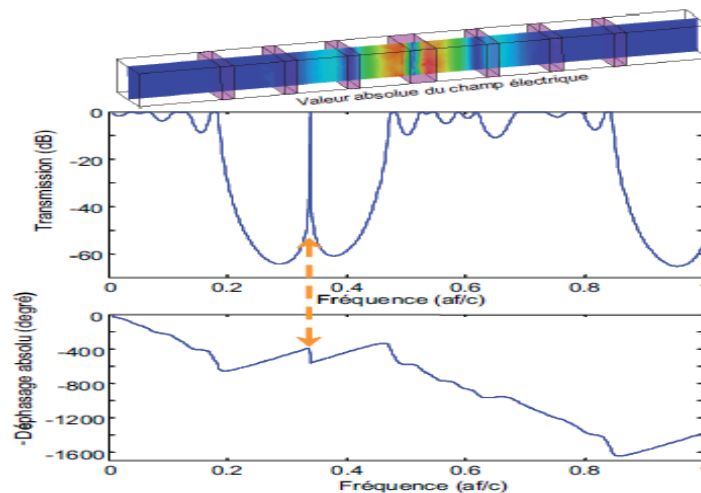 Valeur absolue du champ électrique
Transmission (dB)
0
-20
-40
-60
0 0.2 0.4 0.6 0.8 1
Fréquence (af/c)
-Déphasage absolu (degré)
0
-400
-800
-1200
-1600
0 0.2 0.4 0.6 0.8 1
Fréquence (af/c)